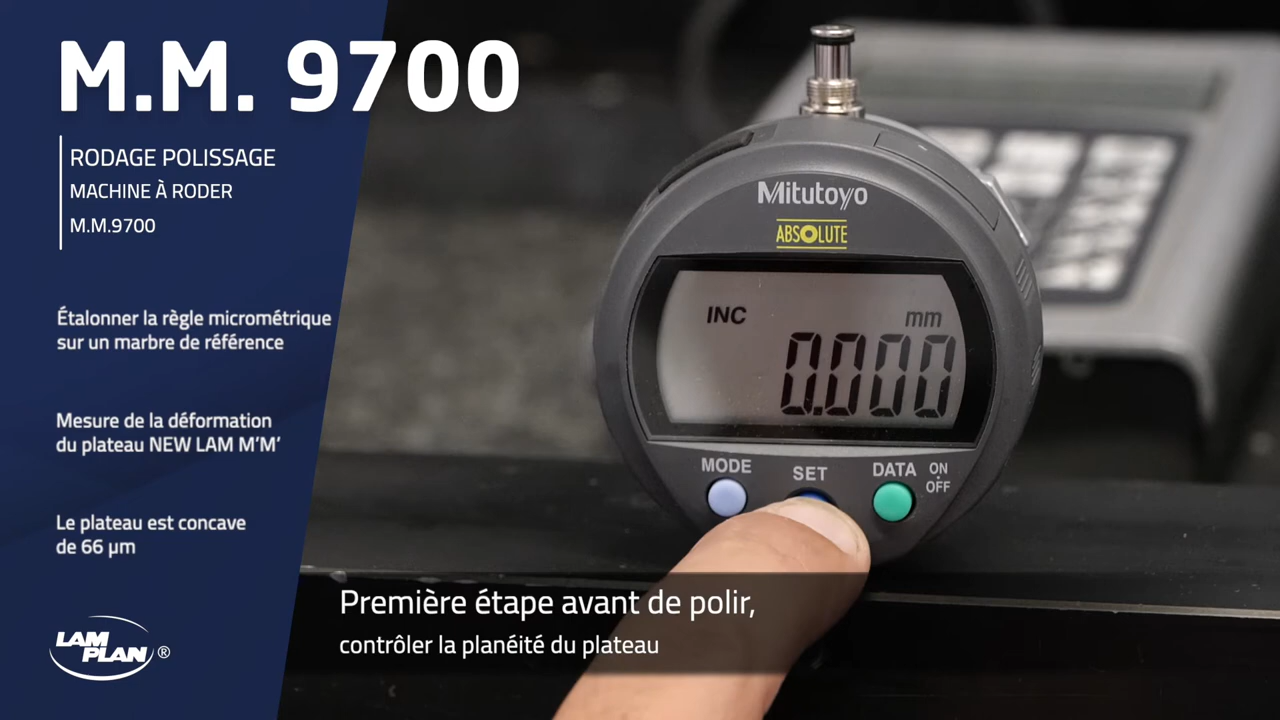 M.M. 9700
RODAGE POLISSAGE
MACHINE À RODER
M.M.9700
Étalonner la règle micrométrique
sur un marbre de référence
Mesure de la déformation
du plateau NEW LAM M'M'
Le plateau est concave
de 66 µm
LAM
PLAN ®
Mitutoyo
ABSOLUTE
INC
mm
0.000
MODE
SET
DATA
ON
OFF
Première étape avant de polir,
contrôler la planéité du plateau